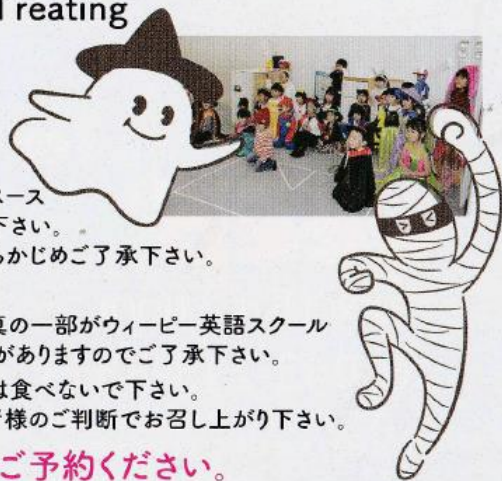 reating
ース
下さい。
らかじめご了承下さい。
真の一部がウィービー英語スクール
がありますのでご了承下さい。
は食べないで下さい。
様のご判断でお召し上がり下さい。
ご予約ください。